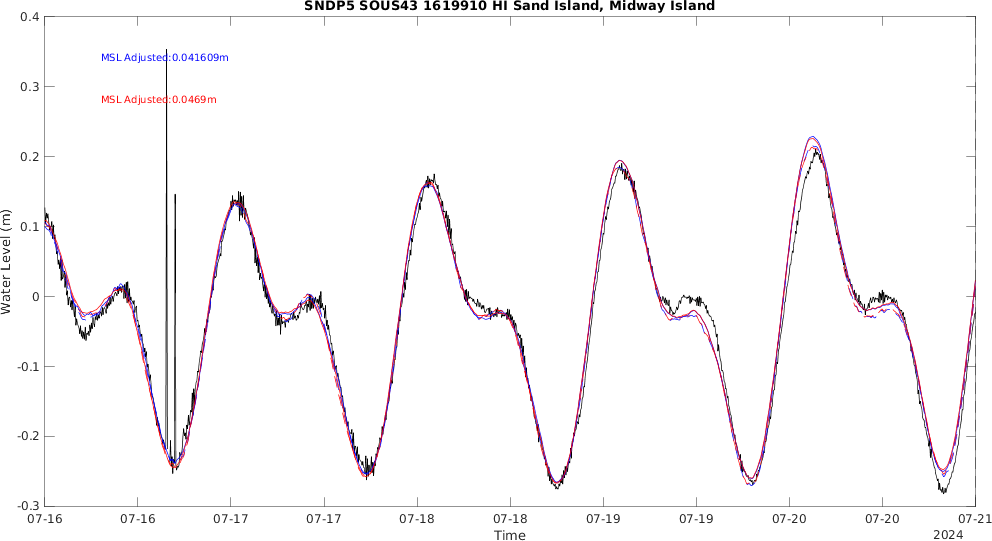 SNDP5 SOUS43 1619910 HI Sand Island, Midway Island
0.4
0.3
0.2
0.1
0
-0.1
-0.2
-0.3
Water Level (m)
MSL Adjusted:0.041609m
MSL Adjusted:0.0469m
07-16 07-16 07-17 07-17 07-18 07-18 07-19 07-19 07-20 07-20 07-21
Time
2024